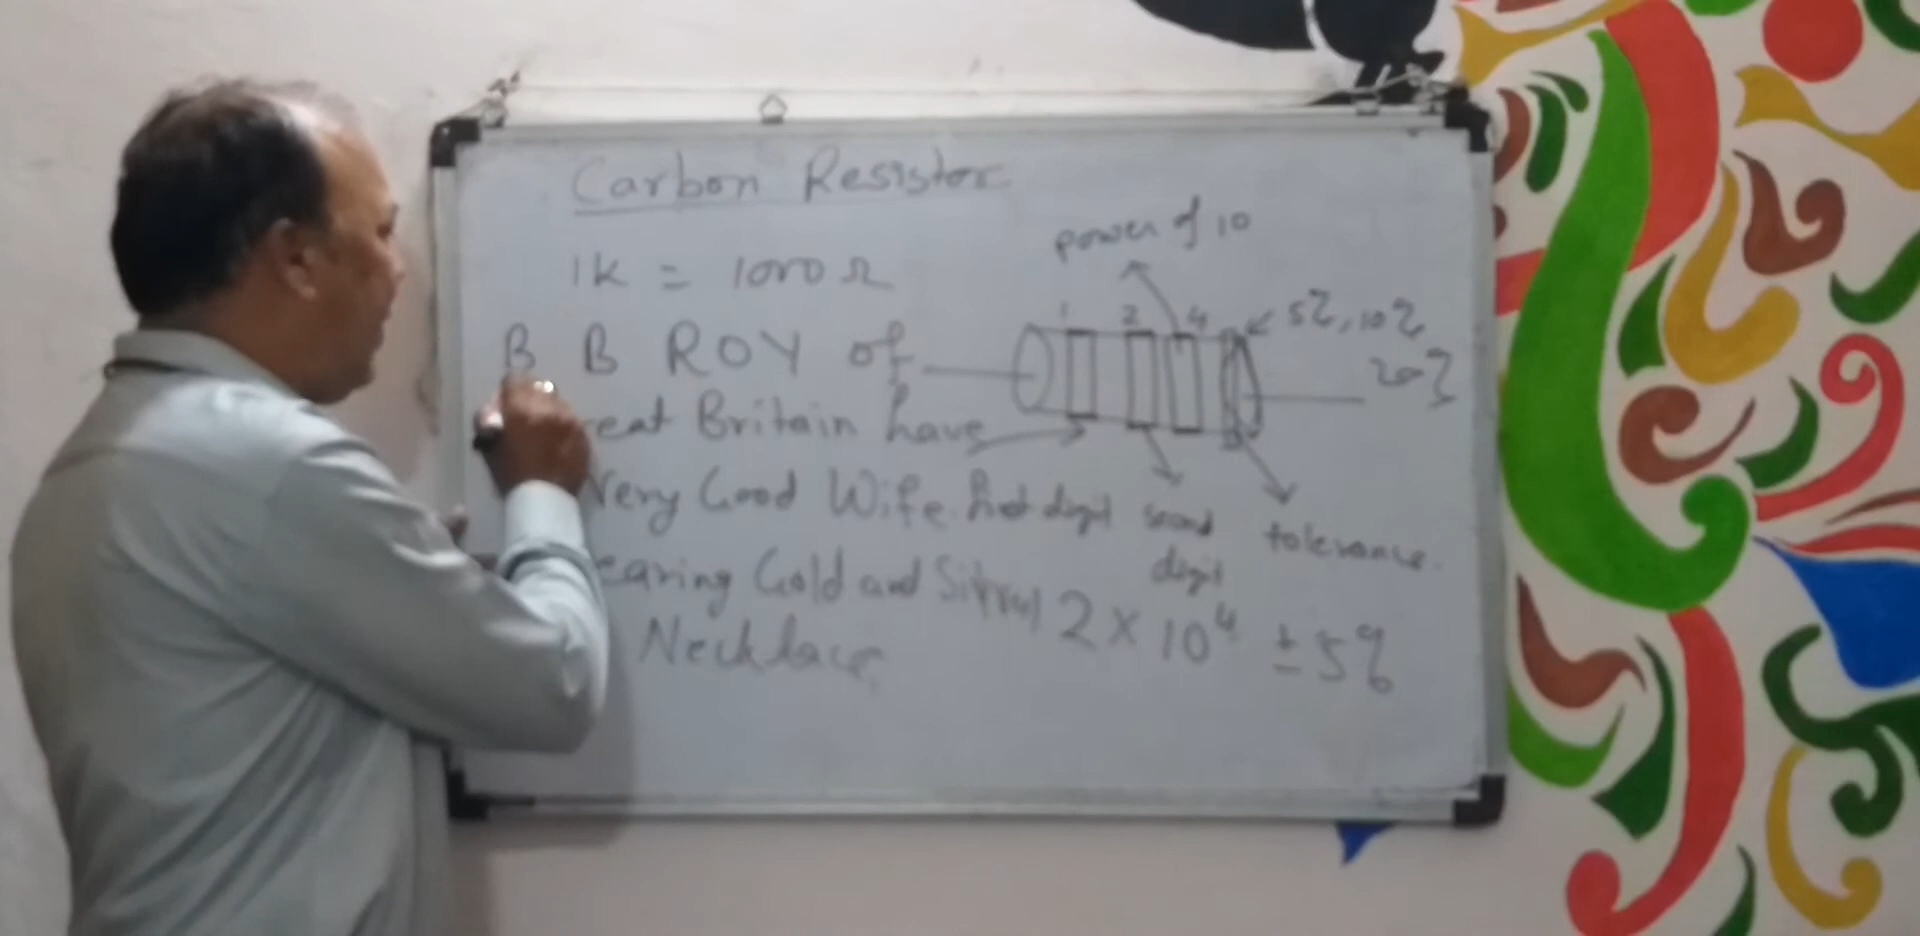 Carbon Resistor
1K = 1000 Ω
B B ROY of
reat Britain have
Very Good Wife
earing Gold and Silver
Necklace
power of 10
1 2 4
5%, 10%
20%
first digit
second
digit
tolerance.
2 × 10⁴ ± 5%